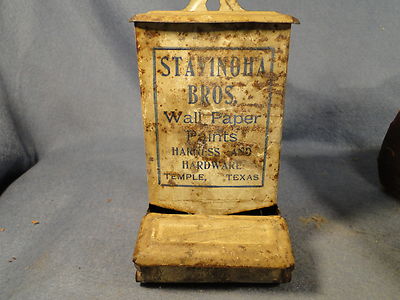 STAVINOHA
BROS.
Wall Paper
Paints
HARNESS AND
HARDWARE
TEMPLE, TEXAS